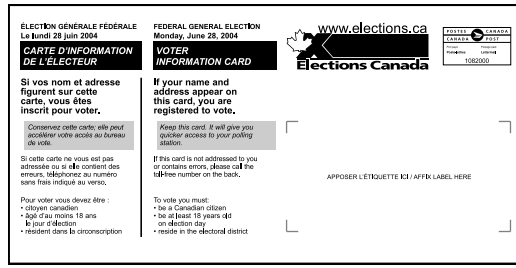 ÉLECTION GÉNÉRALE FÉDÉRALE
Le lundi 28 juin 2004
CARTE D'INFORMATION
DE L'ÉLECTEUR
Si vos nom et adresse
figurent sur cette
carte, vous êtes
inscrit pour voter.
Conservez cette carte; elle peut
accélérer votre accès au bureau
de vote.
Si cette carte ne vous est pas
adressée ou si elle contient des
erreurs, téléphonez au numéro
sans frais indiqué au verso.
Pour voter vous devez être :
• citoyen canadien
• âgé d'au moins 18 ans
le jour d'élection
• résident dans la circonscription
FEDERAL GENERAL ELECTION
Monday, June 28, 2004
VOTER
INFORMATION CARD
If your name and
address appear on
this card, you are
registered to vote.
Keep this card. It will give you
quicker access to your polling
station.
If this card is not addressed to you
or contains errors, please call the
toll-free number on the back.
To vote you must:
• be a Canadian citizen
• be at least 18 years old
on election day
• reside in the electoral district
www.elections.ca
Elections Canada
POSTES CANADA
CANADA POST
1082000
APPOSER L'ÉTIQUETTE ICI / AFFIX LABEL HERE